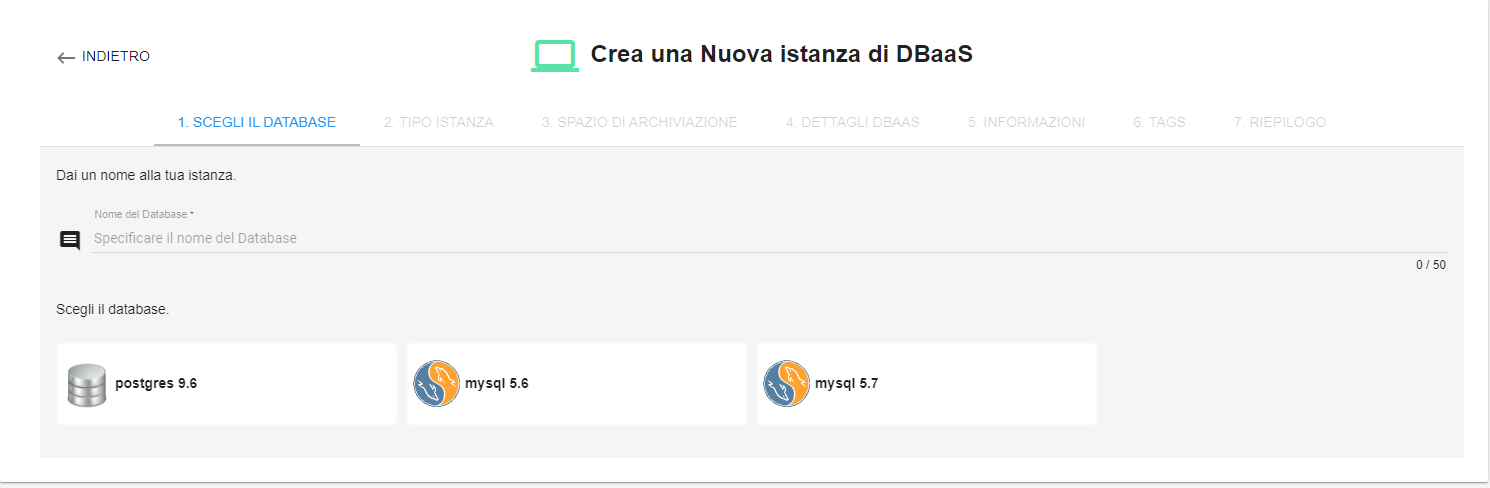 INDIETRO
Crea una Nuova istanza di DBaaS
1. SCEGLI IL DATABASE 2. TIPO ISTANZA 3. SPAZIO DI ARCHIVIAZIONE 4. DETTAGLI DBAAS 5. INFORMAZIONI 6. TAGS 7. RIEPILOGO
Dai un nome alla tua istanza.
Nome del Database *
Specificare il nome del Database
0 / 50
Scegli il database.
postgres 9.6 mysql 5.6 mysql 5.7